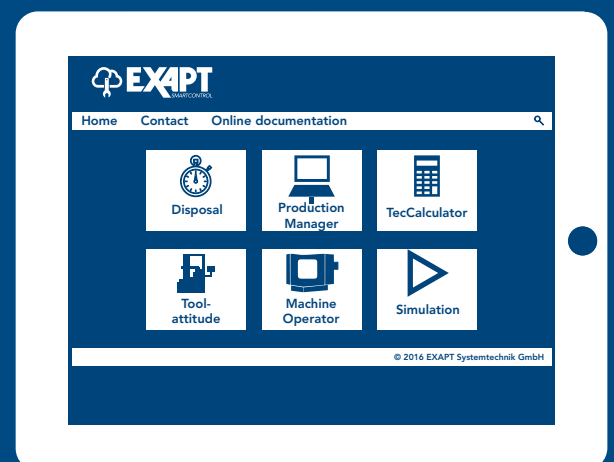 EXAPT
SMARTCONTROL
Home Contact Online documentation
Disposal
Production
Manager
TecCalculator
Tool-
attitude
Machine
Operator
Simulation
© 2016 EXAPT Systemtechnik GmbH